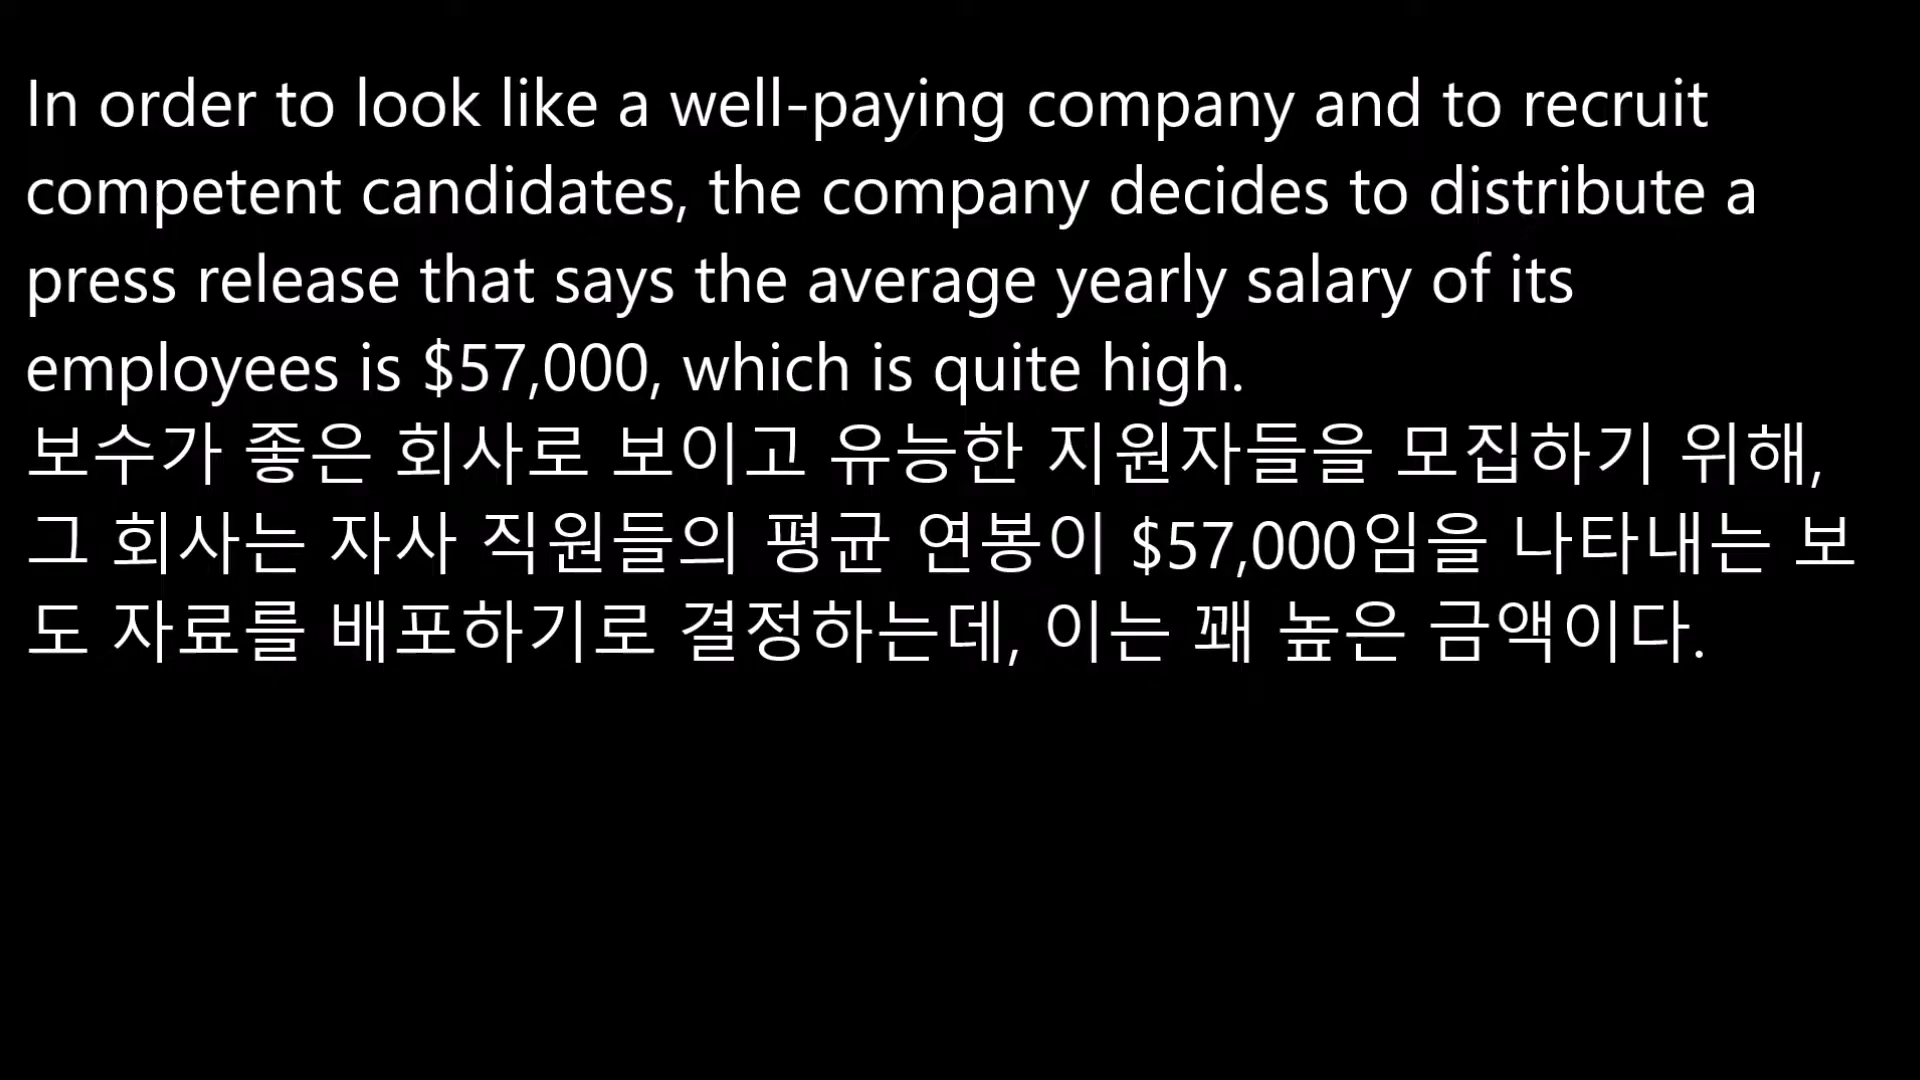 In order to look like a well-paying company and to recruit
competent candidates, the company decides to distribute a
press release that says the average yearly salary of its
employees is $57,000, which is quite high.
보수가 좋은 회사로 보이고 유능한 지원자들을 모집하기 위해,
그 회사는 자사 직원들의 평균 연봉이 $57,000임을 나타내는 보
도 자료를 배포하기로 결정하는데, 이는 꽤 높은 금액이다.